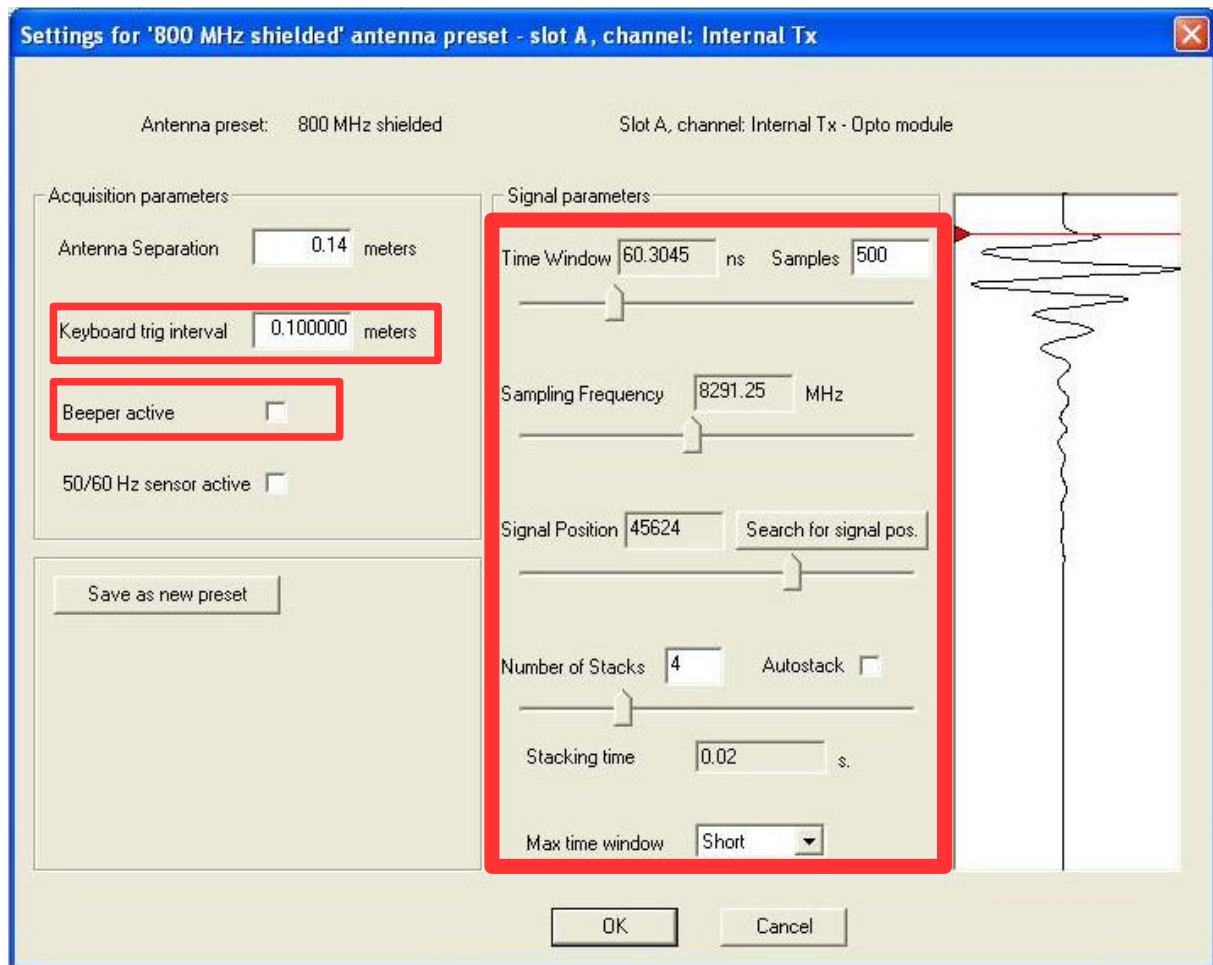 Settings for '800 MHz shielded' antenna preset - slot A, channel: Internal Tx
Antenna preset: 800 MHz shielded
Slot A, channel: Internal Tx - Opto module
Acquisition parameters
Antenna Separation 0.14 meters
Keyboard trig interval 0.100000 meters
Beeper active
50/60 Hz sensor active
Save as new preset
Signal parameters
Time Window 60.3045 ns Samples 500
Sampling Frequency 8291.25 MHz
Signal Position 45624 Search for signal pos.
Number of Stacks 4 Autostack
Stacking time 0.02 s.
Max time window Short
OK Cancel